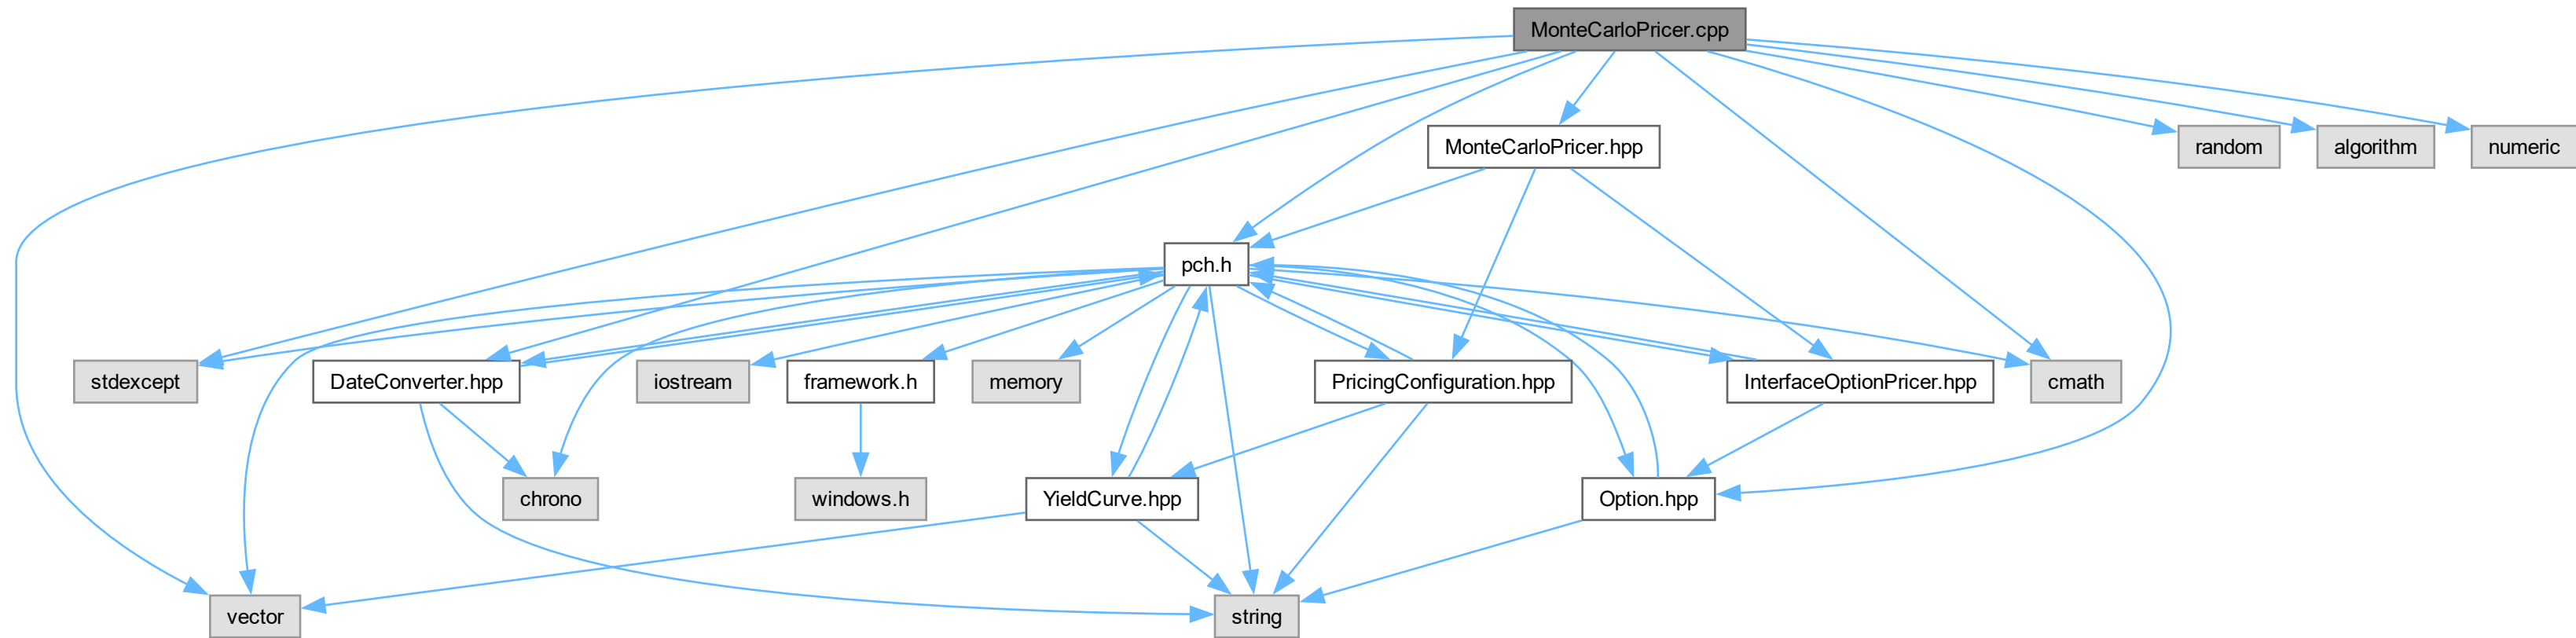 MonteCarloPricer.cpp
MonteCarloPricer.hpp
random
algorithm
numeric
pch.h
stdexcept
DateConverter.hpp
iostream
framework.h
memory
PricingConfiguration.hpp
InterfaceOptionPricer.hpp
cmath
chrono
windows.h
YieldCurve.hpp
Option.hpp
vector
string